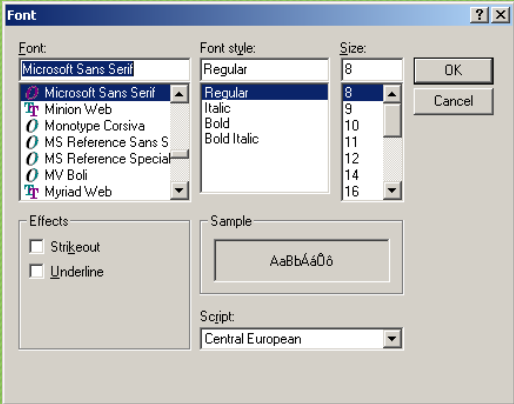 Font
Font:
Microsoft Sans Serif
Microsoft Sans Serif
Minion Web
Monotype Corsiva
MS Reference Sans S
MS Reference Special
MV Boli
Myriad Web
Font style:
Regular
Regular
Italic
Bold
Bold Italic
Size:
8
8
9
10
11
12
14
16
OK
Cancel
Effects
Strikeout
Underline
Sample
AaBbÁáÔô
Script:
Central European